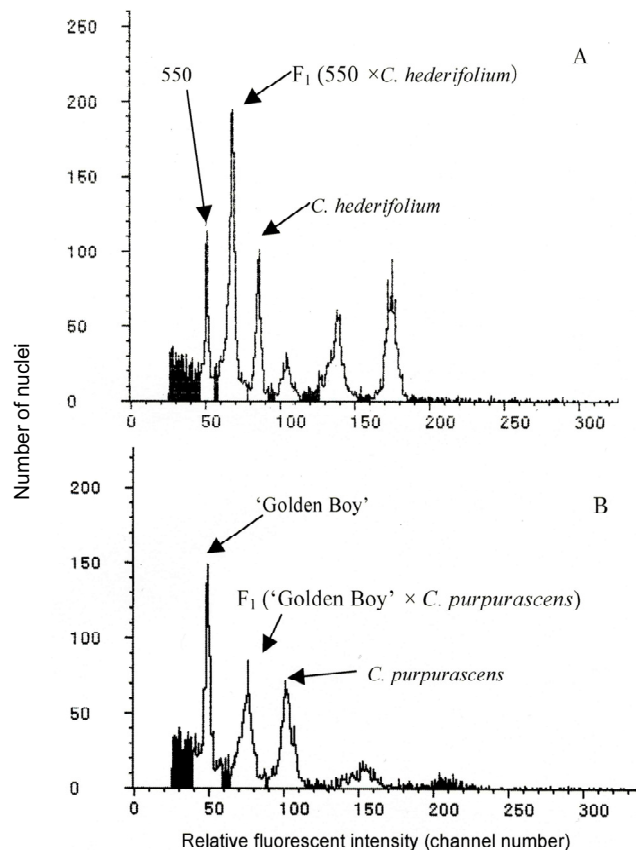 250
200
150
100
50
0
A
550
F₁ (550 ×C. hederifolium)
C. hederifolium
0 50 100 150 200 250 300
Number of nuclei
200
150
100
50
0
B
‘Golden Boy’
F₁ (‘Golden Boy’ × C. purpurascens)
C. purpurascens
0 50 100 150 200 250 300
Relative fluorescent intensity (channel number)